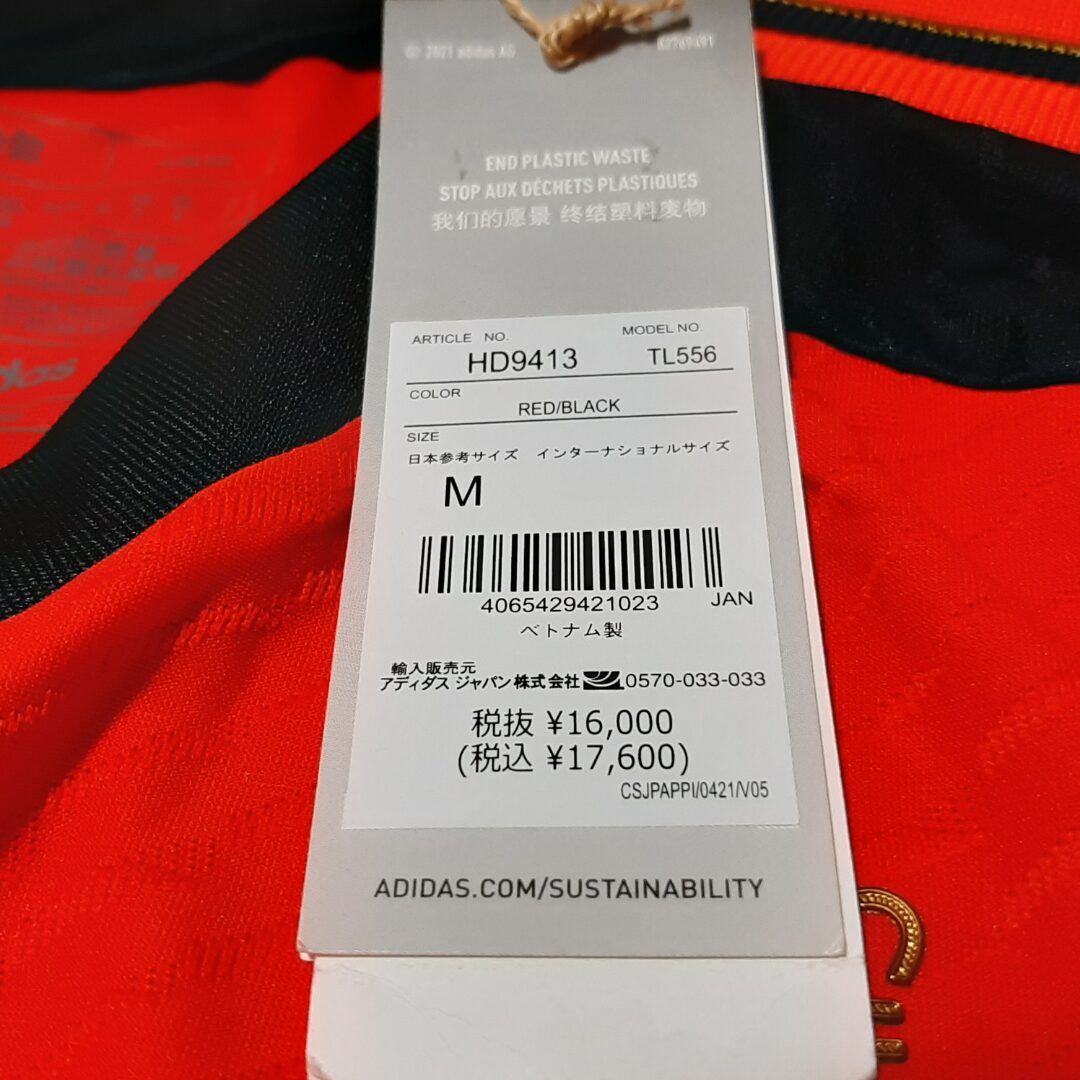 © 2021 adidas AG
END PLASTIC WASTE
STOP AUX DÉCHETS PLASTIQUES
我们的愿景 终结塑料废物
ARTICLE NO. MODEL NO.
HD9413 TL556
COLOR
RED/BLACK
SIZE
日本参考サイズ インターナショナルサイズ
M
4065429421023 JAN
ベトナム製
輸入販売元
アディダス ジャパン株式会社 0570-033-033
税抜 ¥16,000
(税込 ¥17,600)
CSJPAPPI/0421/V05
ADIDAS.COM/SUSTAINABILITY